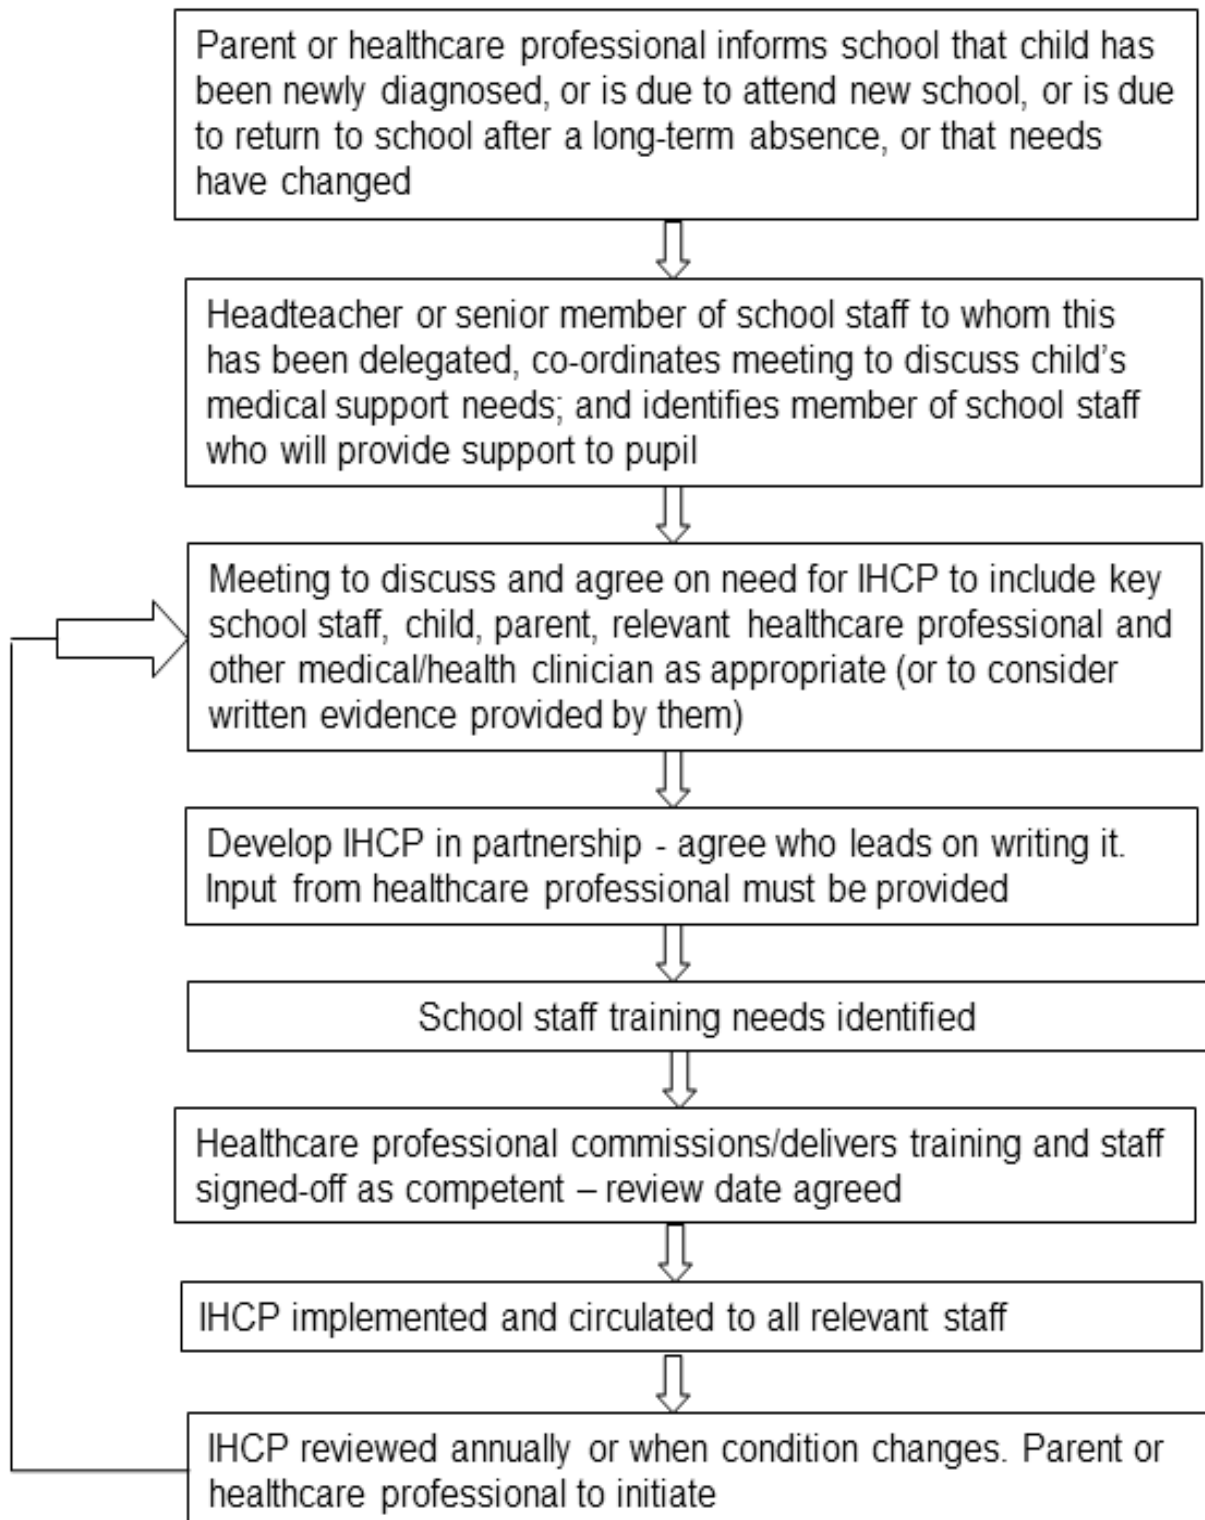 Parent or healthcare professional informs school that child has
been newly diagnosed, or is due to attend new school, or is due
to return to school after a long-term absence, or that needs
have changed
Headteacher or senior member of school staff to whom this
has been delegated, co-ordinates meeting to discuss child's
medical support needs; and identifies member of school staff
who will provide support to pupil
Meeting to discuss and agree on need for IHCP to include key
school staff, child, parent, relevant healthcare professional and
other medical/health clinician as appropriate (or to consider
written evidence provided by them)
Develop IHCP in partnership - agree who leads on writing it.
Input from healthcare professional must be provided
School staff training needs identified
Healthcare professional commissions/delivers training and staff
signed-off as competent – review date agreed
IHCP implemented and circulated to all relevant staff
IHCP reviewed annually or when condition changes. Parent or
healthcare professional to initiate